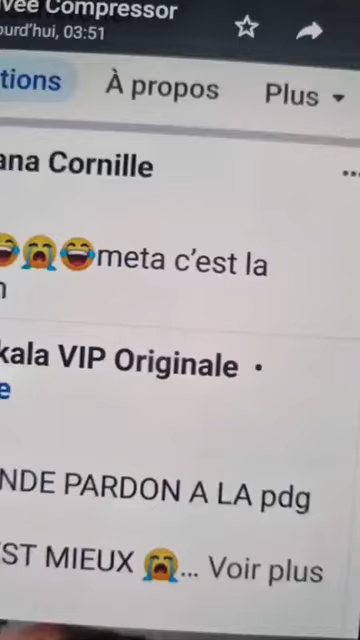 vee Compressor
ourd'hui, 03:51
tions À propos Plus
ana Cornille
😂😭😂meta c'est la
n
kala VIP Originale •
e
NDE PARDON A LA pdg
ST MIEUX 😭... Voir plus